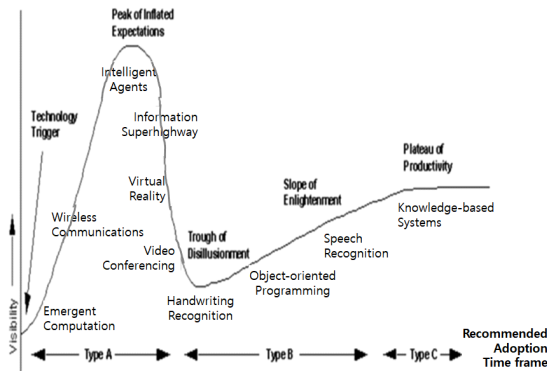 Peak of Inflated
Expectations
Intelligent
Agents
Technology
Trigger
Information
Superhighway
Plateau of
Productivity
Virtual
Reality
Slope of
Enlightenment
Knowledge-based
Systems
Wireless
Communications
Trough of
Disillusionment
Speech
Recognition
Video
Conferencing
Object-oriented
Programming
Handwriting
Recognition
Emergent
Computation
Visibility
Type A
Type B
Type C
Recommended
Adoption
Time frame